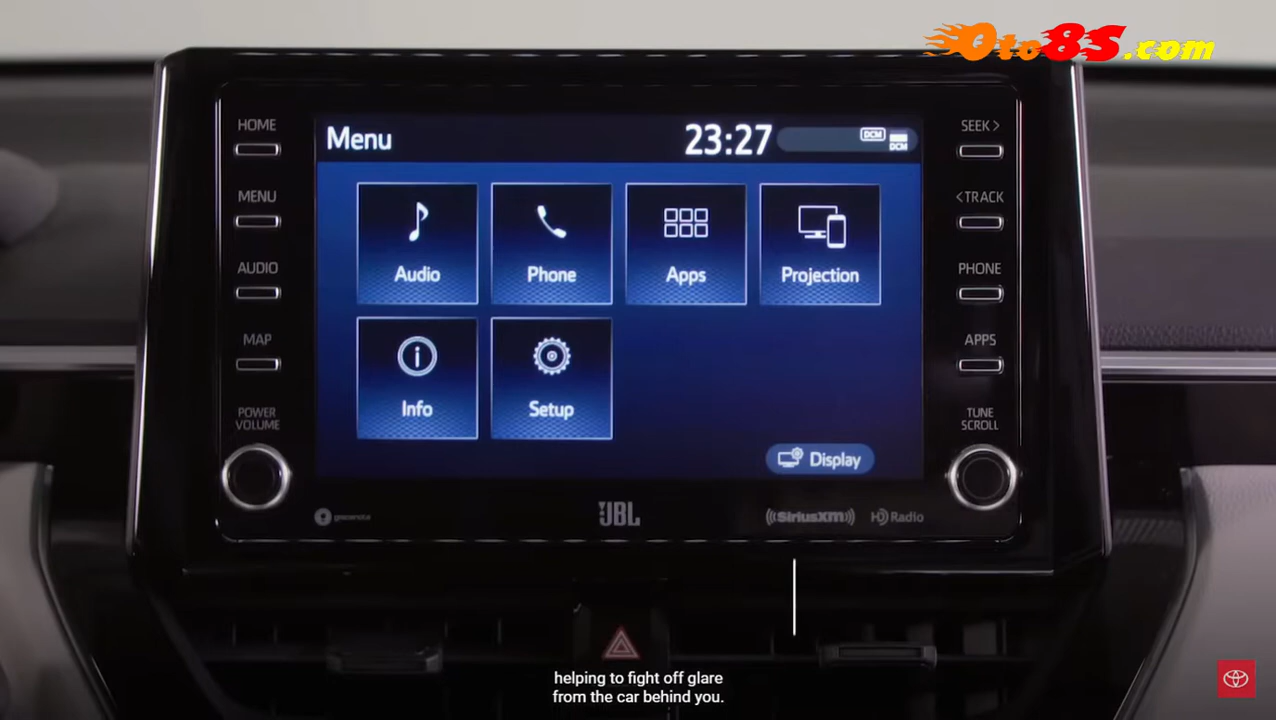 Oto8S.com
HOME
SEEK >
Menu
23:27
DCM
DCM
MENU
<TRACK
Audio
Phone
Apps
Projection
AUDIO
PHONE
MAP
APPS
Info
Setup
POWER
VOLUME
TUNE
SCROLL
Display
gracenote
JBL
((SiriusXM))
HD Radio
helping to fight off glare
from the car behind you.